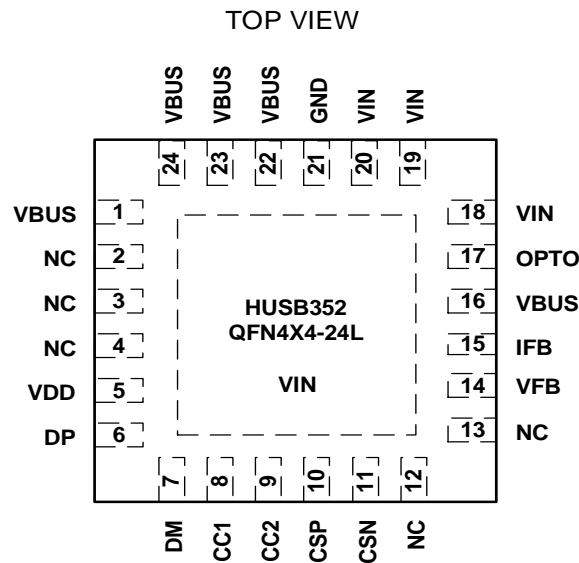 TOP VIEW
VBUS VBUS VBUS GND VIN VIN
24 23 22 21 20 19
VBUS 1 18 VIN
NC 2 17 OPTO
NC 3 16 VBUS
NC 4 15 IFB
VDD 5 14 VFB
DP 6 13 NC
HUSB352
QFN4X4-24L
VIN
7 8 9 10 11 12
DM CC1 CC2 CSP CSN NC